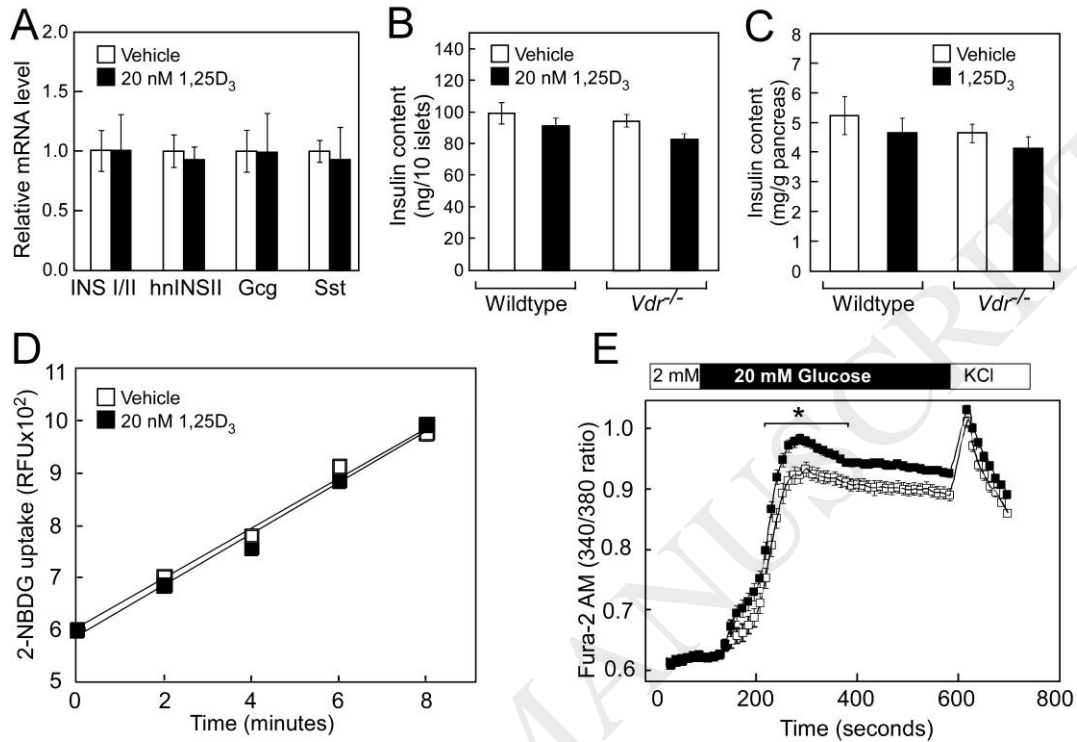 A
Relative mRNA level
2.0
1.5
1.0
0.5
0.0
Vehicle
20 nM 1,25D₃
INS I/II hnINSII Gcg Sst
B
Insulin content
(ng/10 islets)
140
120
100
80
60
40
20
0
Vehicle
20 nM 1,25D₃
Wildtype Vdr⁻/⁻
C
Insulin content
(mg/g pancreas)
8
7
6
5
4
3
2
1
0
Vehicle
1,25D₃
Wildtype Vdr⁻/⁻
D
2-NBDG uptake (RFUx10²)
11
10
9
8
7
6
5
Vehicle
20 nM 1,25D₃
0 2 4 6 8
Time (minutes)
E
2 mM 20 mM Glucose KCl
Fura-2 AM (340/380 ratio)
1.0
0.9
0.8
0.7
0.6
*
0 200 400 600 800
Time (seconds)
MANUSCRIPT